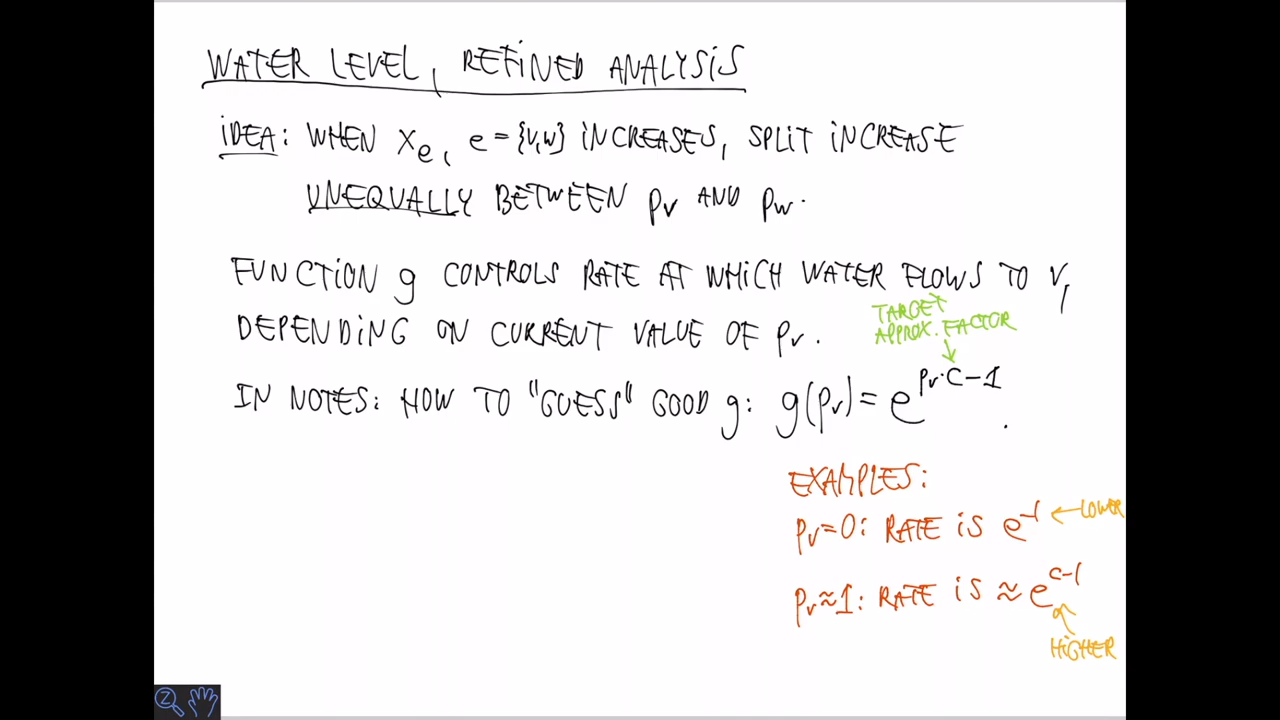 WATER LEVEL, REFINED ANALYSIS
IDEA: WHEN Xe, e = {v,w} INCREASES, SPLIT INCREASE
UNEQUALLY BETWEEN pv AND pw.
FUNCTION g CONTROLS RATE AT WHICH WATER FLOWS TO v,
DEPENDING ON CURRENT VALUE OF pv.
TARGET
APPROX. FACTOR
IN NOTES: HOW TO "GUESS" GOOD g: g(pv) = e^{pv·c-1}.
EXAMPLES:
pv=0: RATE IS e^{-1} ← LOWER
pv≈1: RATE IS ≈ e^{c-1}
HIGHER
Z